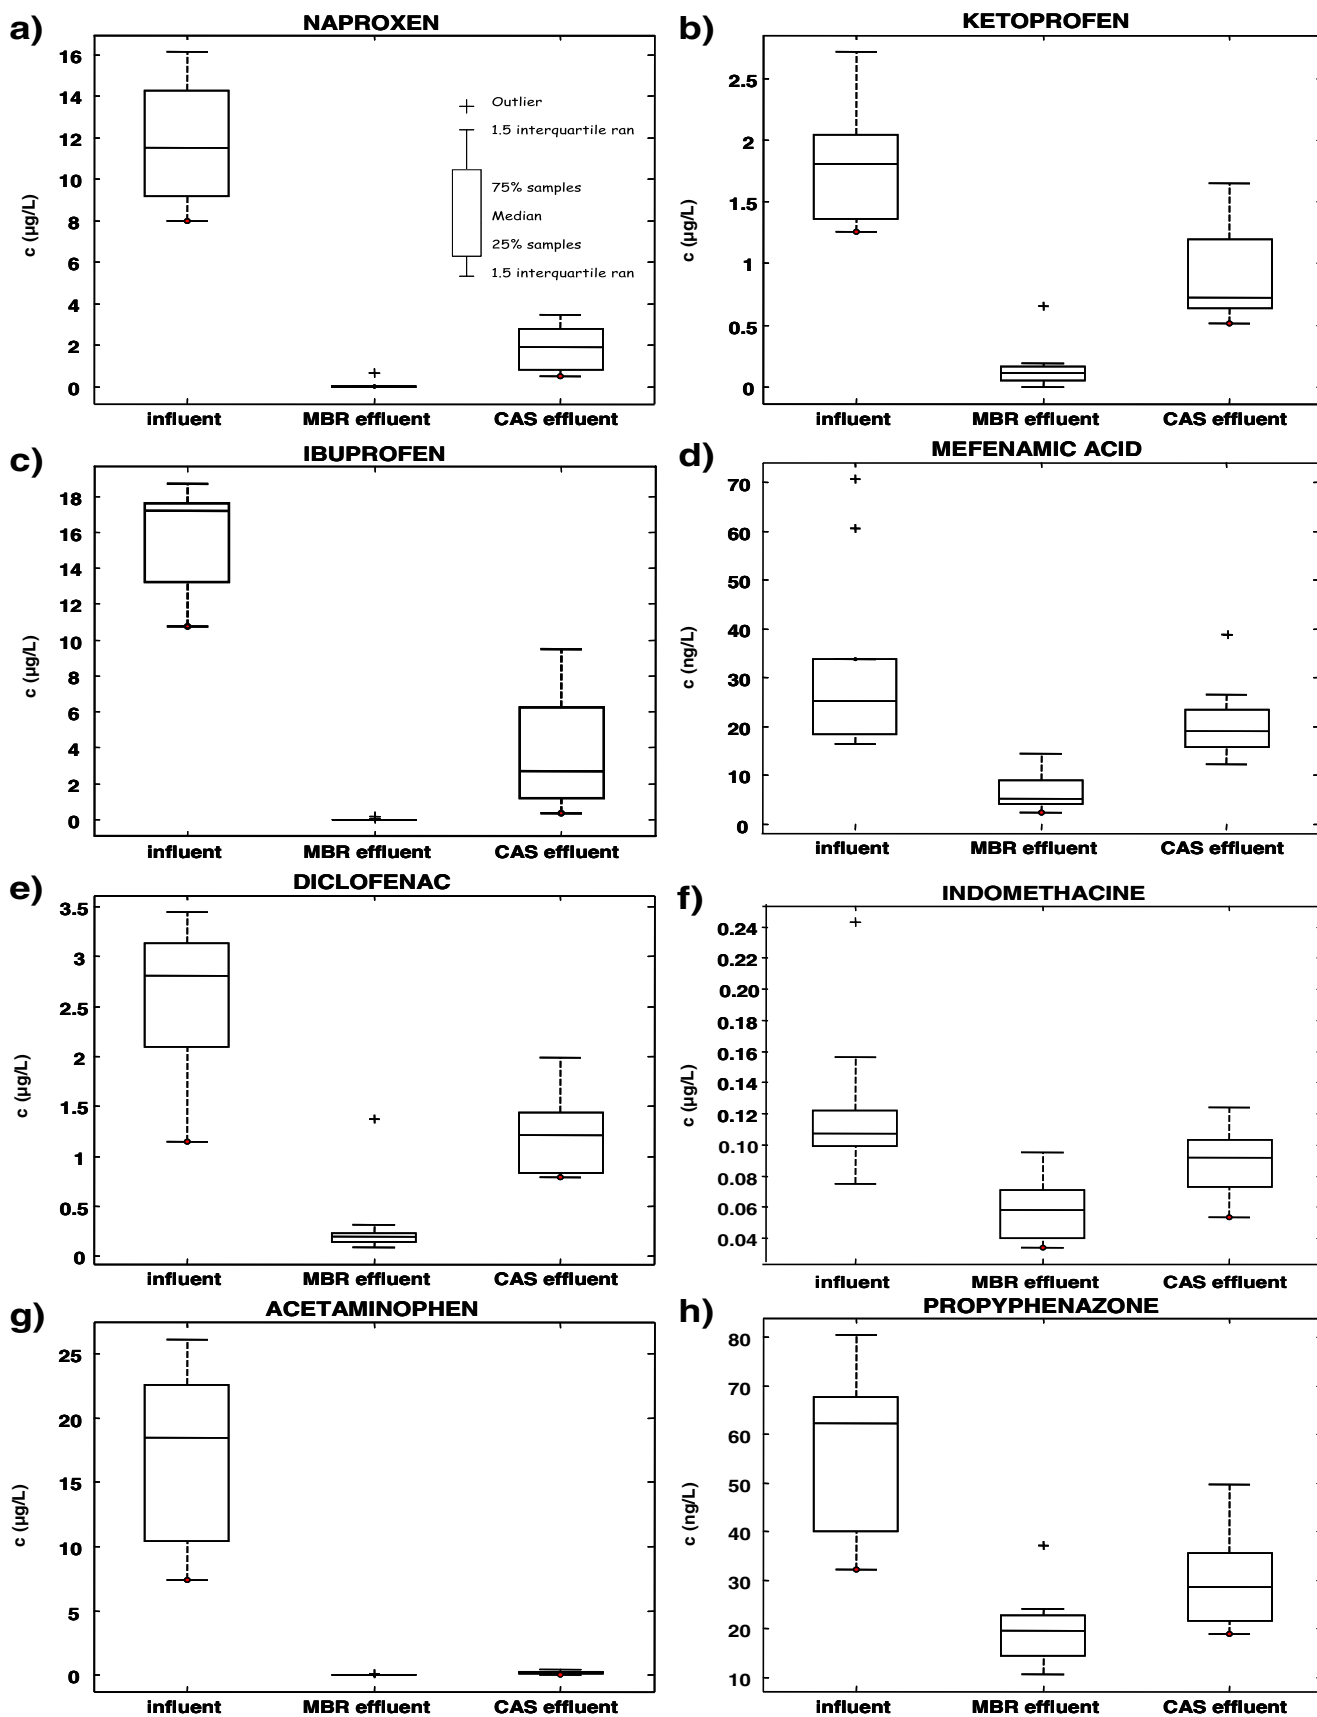 a)
NAPROXEN
16
14
12
10
8
6
4
2
0
c (µg/L)
Outlier
1.5 interquartile ran
75% samples
Median
25% samples
1.5 interquartile ran
influent MBR effluent CAS effluent
b)
KETOPROFEN
2.5
2
1.5
1
0.5
0
c (µg/L)
influent MBR effluent CAS effluent
c)
IBUPROFEN
18
16
14
12
10
8
6
4
2
0
c (µg/L)
influent MBR effluent CAS effluent
d)
MEFENAMIC ACID
70
60
50
40
30
20
10
0
c (ng/L)
influent MBR effluent CAS effluent
e)
DICLOFENAC
3.5
3
2.5
2
1.5
1
0.5
0
c (µg/L)
influent MBR effluent CAS effluent
f)
INDOMETHACINE
0.24
0.22
0.20
0.18
0.16
0.14
0.12
0.10
0.08
0.06
0.04
c (µg/L)
influent MBR effluent CAS effluent
g)
ACETAMINOPHEN
25
20
15
10
5
0
c (µg/L)
influent MBR effluent CAS effluent
h)
PROPYPHENAZONE
80
70
60
50
40
30
20
10
c (ng/L)
influent MBR effluent CAS effluent